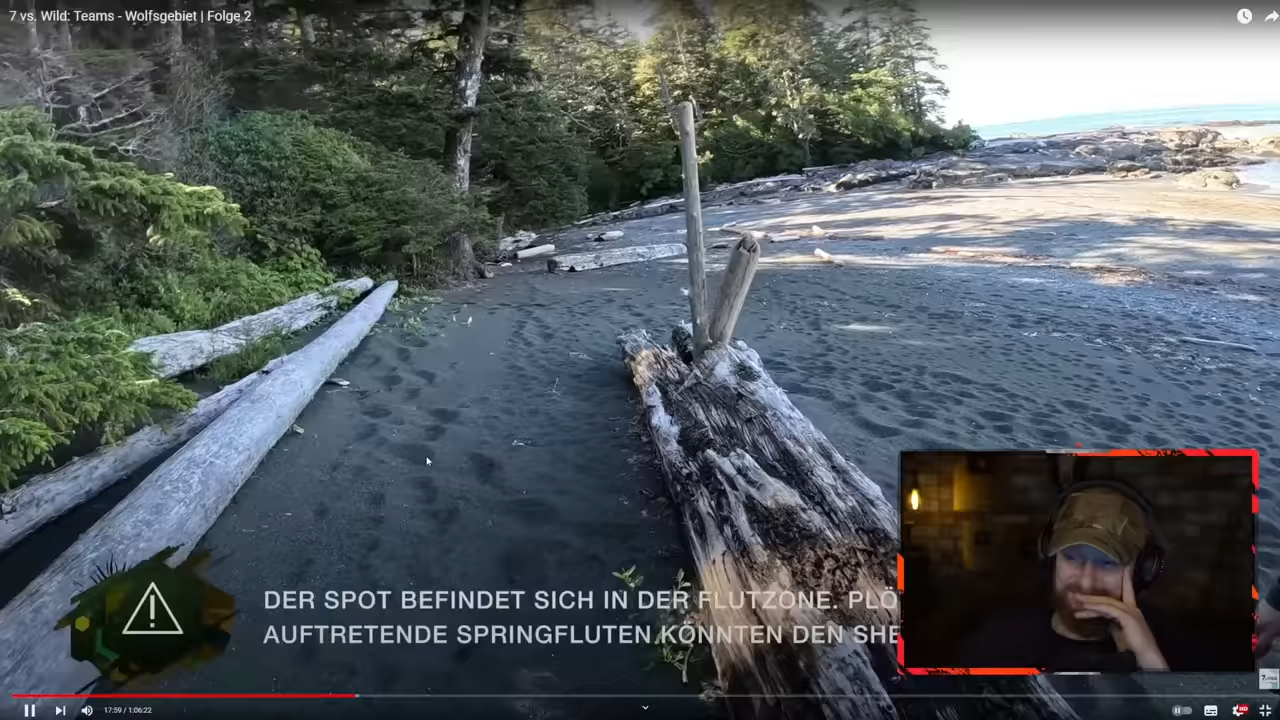 7 vs. Wild: Teams - Wolfsgebiet | Folge 2
DER SPOT BEFINDET SICH IN DER FLUTZONE. PLÖ
AUFTRETENDE SPRINGFLUTEN KÖNNTEN DEN SHE
17:59 / 1:06:22
HD